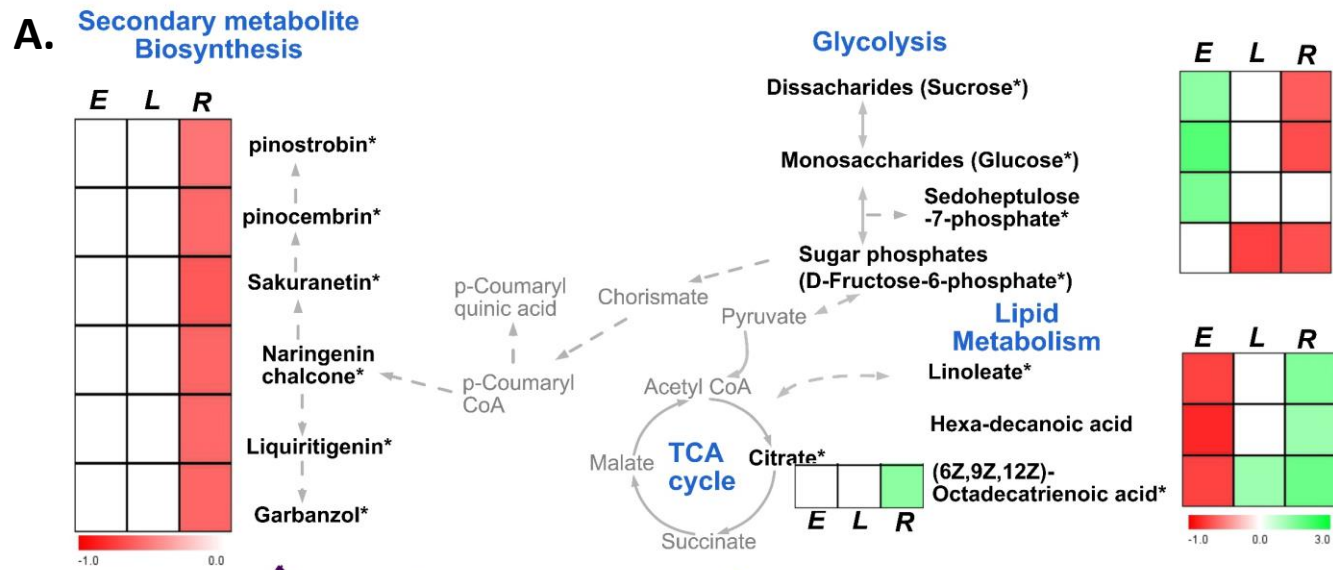 A.
Secondary metabolite
Biosynthesis
E L R
pinostrobin*
pinocembrin*
Sakuranetin*
Naringenin
chalcone*
Liquiritigenin*
Garbanzol*
-1.0 0.0
p-Coumaryl
quinic acid
p-Coumaryl
CoA
Chorismate
Glycolysis
Dissacharides (Sucrose*)
Monosaccharides (Glucose*)
Sedoheptulose
-7-phosphate*
Sugar phosphates
(D-Fructose-6-phosphate*)
Pyruvate
Acetyl CoA
Malate
TCA
cycle
Citrate*
Succinate
E L R
E L R
Lipid
Metabolism
Linoleate*
Hexa-decanoic acid
(6Z,9Z,12Z)-
Octadecatrienoic acid*
E L R
-1.0 0.0 3.0